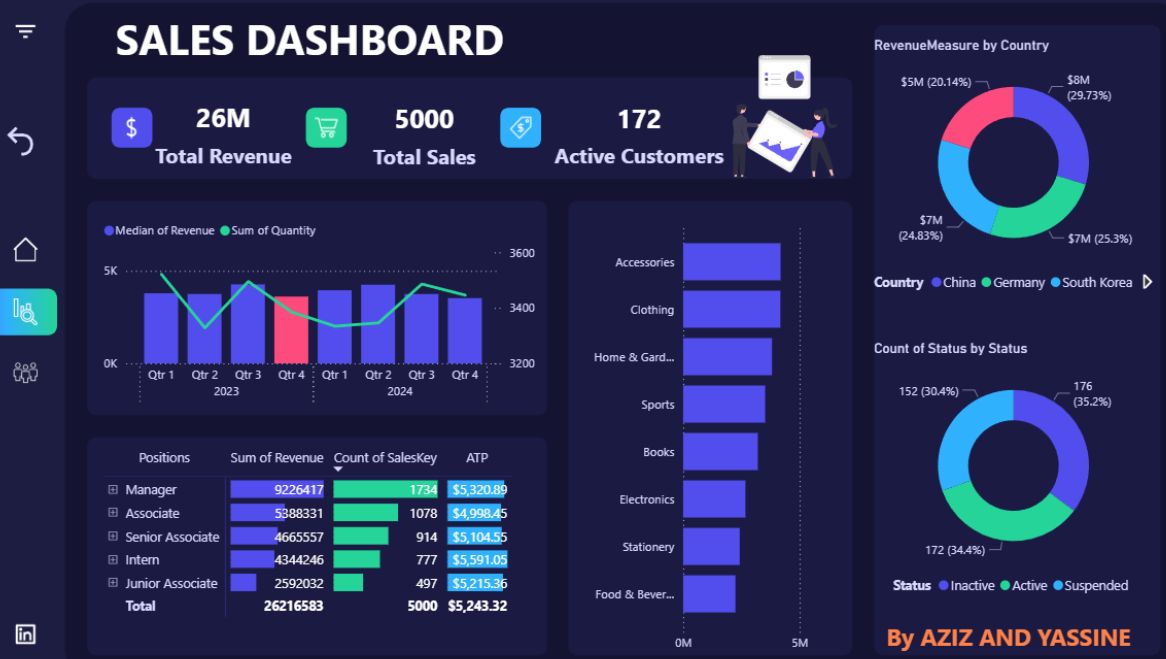 SALES DASHBOARD
26M
Total Revenue
5000
Total Sales
172
Active Customers
Median of Revenue Sum of Quantity
5K
0K
3600
3400
3200
Qtr 1 Qtr 2 Qtr 3 Qtr 4 Qtr 1 Qtr 2 Qtr 3 Qtr 4
2023 2024
Positions Sum of Revenue Count of SalesKey ATP
Manager 9226417 1734 $5,320.89
Associate 5388331 1078 $4,998.45
Senior Associate 4665557 914 $5,104.55
Intern 4344246 777 $5,591.05
Junior Associate 2592032 497 $5,215.36
Total 26216583 5000 $5,243.32
Accessories
Clothing
Home & Gard...
Sports
Books
Electronics
Stationery
Food & Bever...
0M 5M
RevenueMeasure by Country
$5M (20.14%)
$8M
(29.73%)
$7M
(24.83%)
$7M (25.3%)
Country China Germany South Korea
Count of Status by Status
152 (30.4%)
176
(35.2%)
172 (34.4%)
Status Inactive Active Suspended
By AZIZ AND YASSINE
in